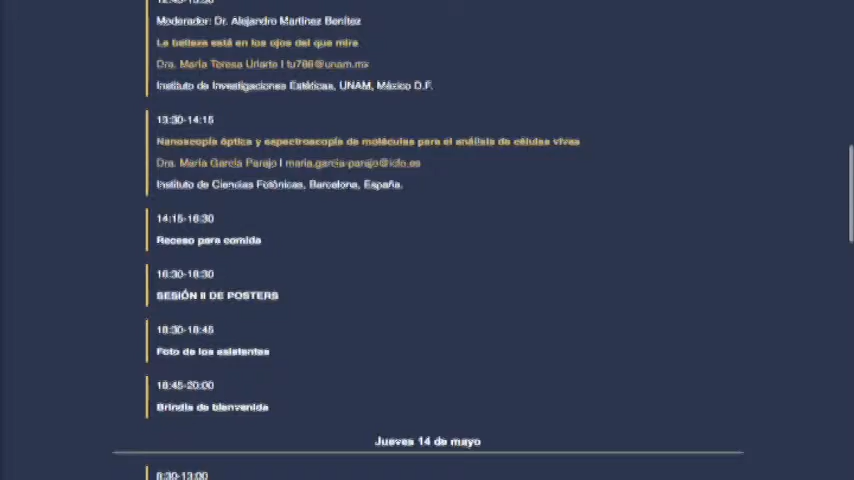 12:45-13:30
Moderador: Dr. Alejandro Martínez Benítez
La belleza está en los ojos del que mira
Dra. María Teresa Uriarte | @unam.mx
Instituto de Investigaciones Estéticas, UNAM, México D.F.
13:30-14:15
Nanoscopía óptica y espectroscopía de moléculas para el análisis de células vivas
Dra. María García Parajo | maria.garcia-parajo@icfo.es
Instituto de Ciencias Fotónicas, Barcelona, España.
14:15-16:30
Receso para comida
16:30-18:30
SESIÓN II DE POSTERS
18:30-18:45
Foto de los asistentes
18:45-20:00
Brindis de bienvenida
Jueves 14 de mayo
8:30-13:00